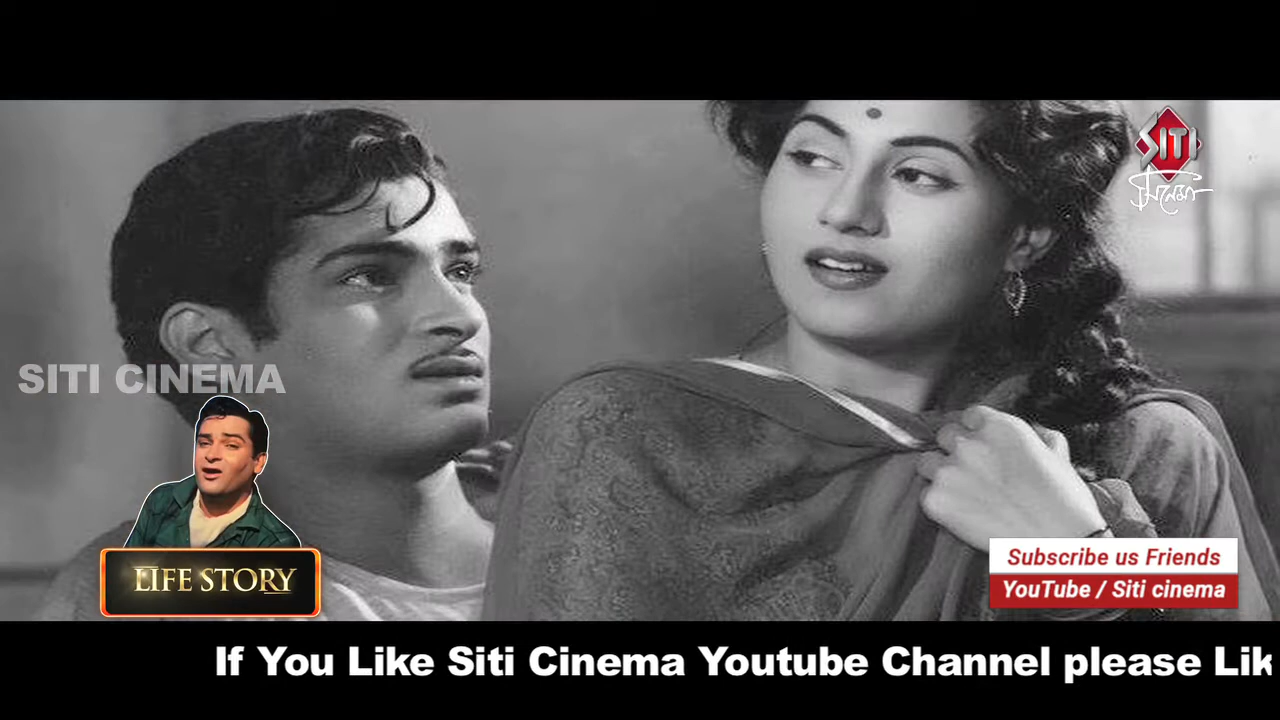 SITI
সিনেমা
SITI CINEMA
LIFE STORY
Subscribe us Friends
YouTube / Siti cinema
If You Like Siti Cinema Youtube Channel please Lik